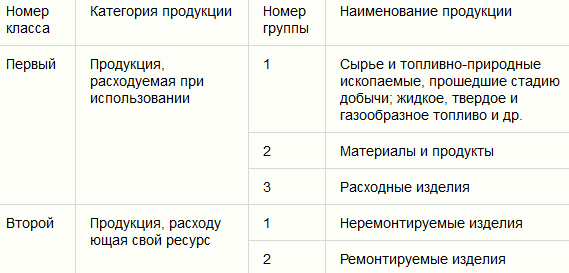 Номер класса
Категория продукции
Номер группы
Наименование продукции
Первый
Продукция,
расходуемая при
использовании
1
Сырье и топливно-природные
ископаемые, прошедшие стадию
добычи; жидкое, твердое и
газообразное топливо и др.
2
Материалы и продукты
3
Расходные изделия
Второй
Продукция, расходу
ющая свой ресурс
1
Неремонтируемые изделия
2
Ремонтируемые изделия